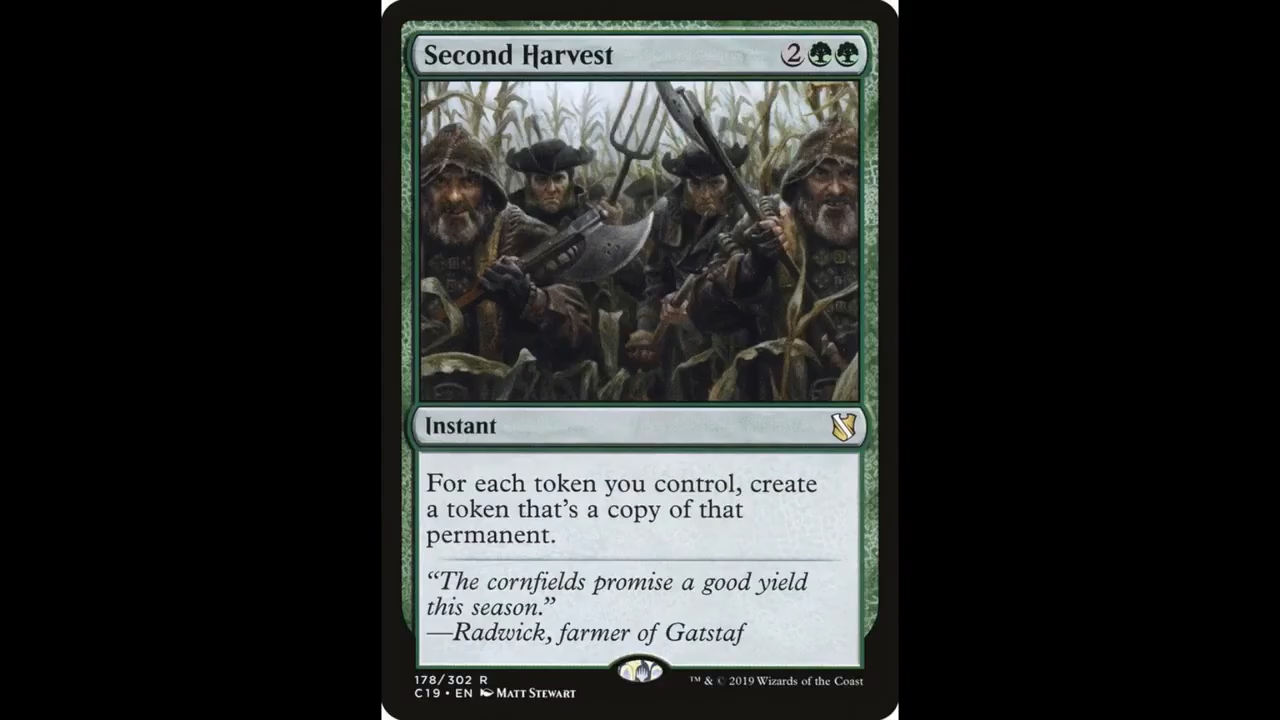 Second Harvest 2
Instant
For each token you control, create
a token that's a copy of that
permanent.
“The cornfields promise a good yield
this season.”
—Radwick, farmer of Gatstaf
178/302 R
C19 • EN MATT STEWART
™ & © 2019 Wizards of the Coast